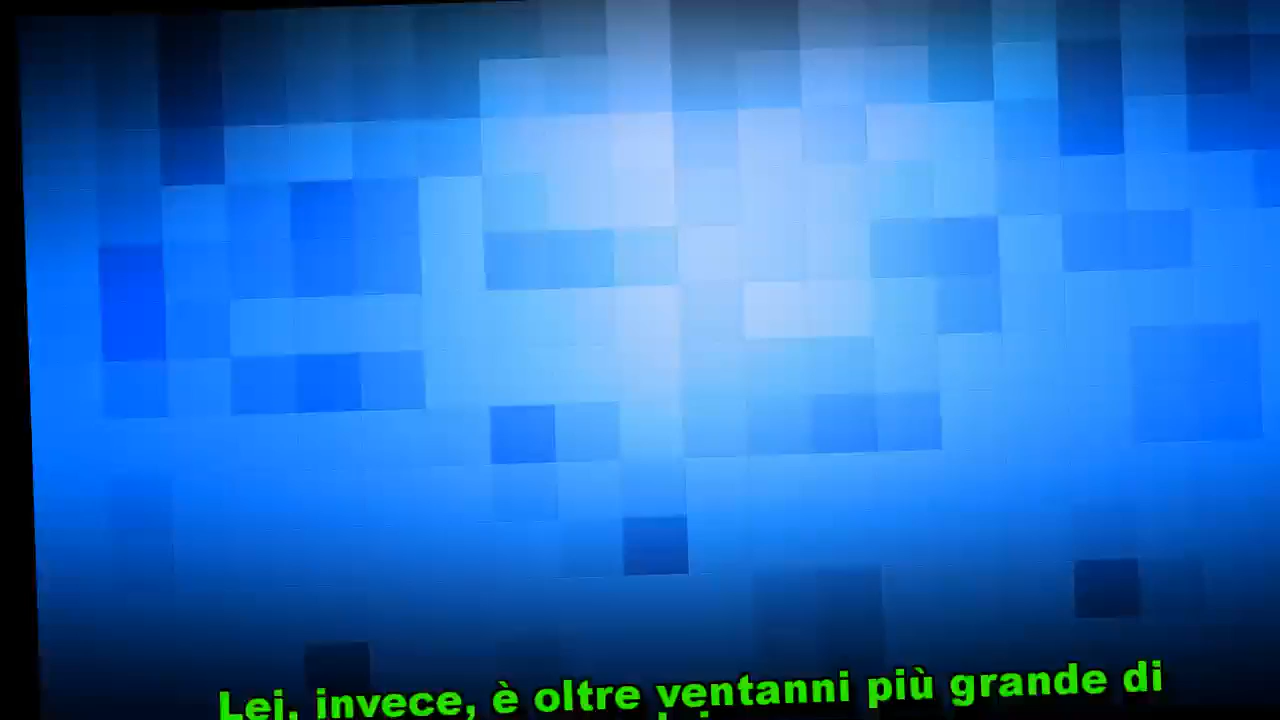 Lei, invece, è oltre ventanni più grande di